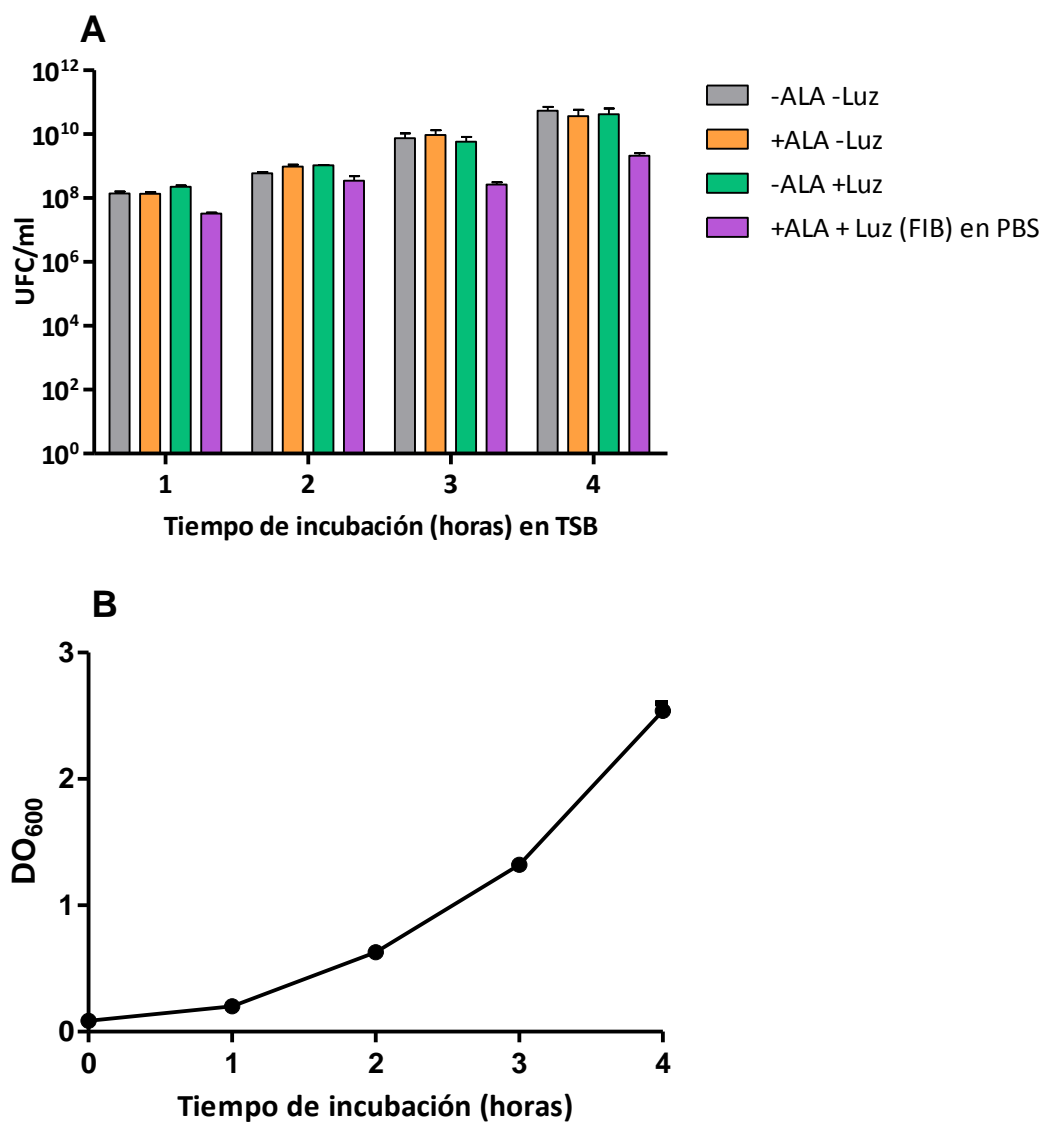 A
10¹²
10¹⁰
10⁸
10⁶
10⁴
10²
10⁰
UFC/ml
1 2 3 4
Tiempo de incubación (horas) en TSB
-ALA -Luz
+ALA -Luz
-ALA +Luz
+ALA + Luz (FIB) en PBS
B
3
2
1
0
DO₆₀₀
0 1 2 3 4
Tiempo de incubación (horas)